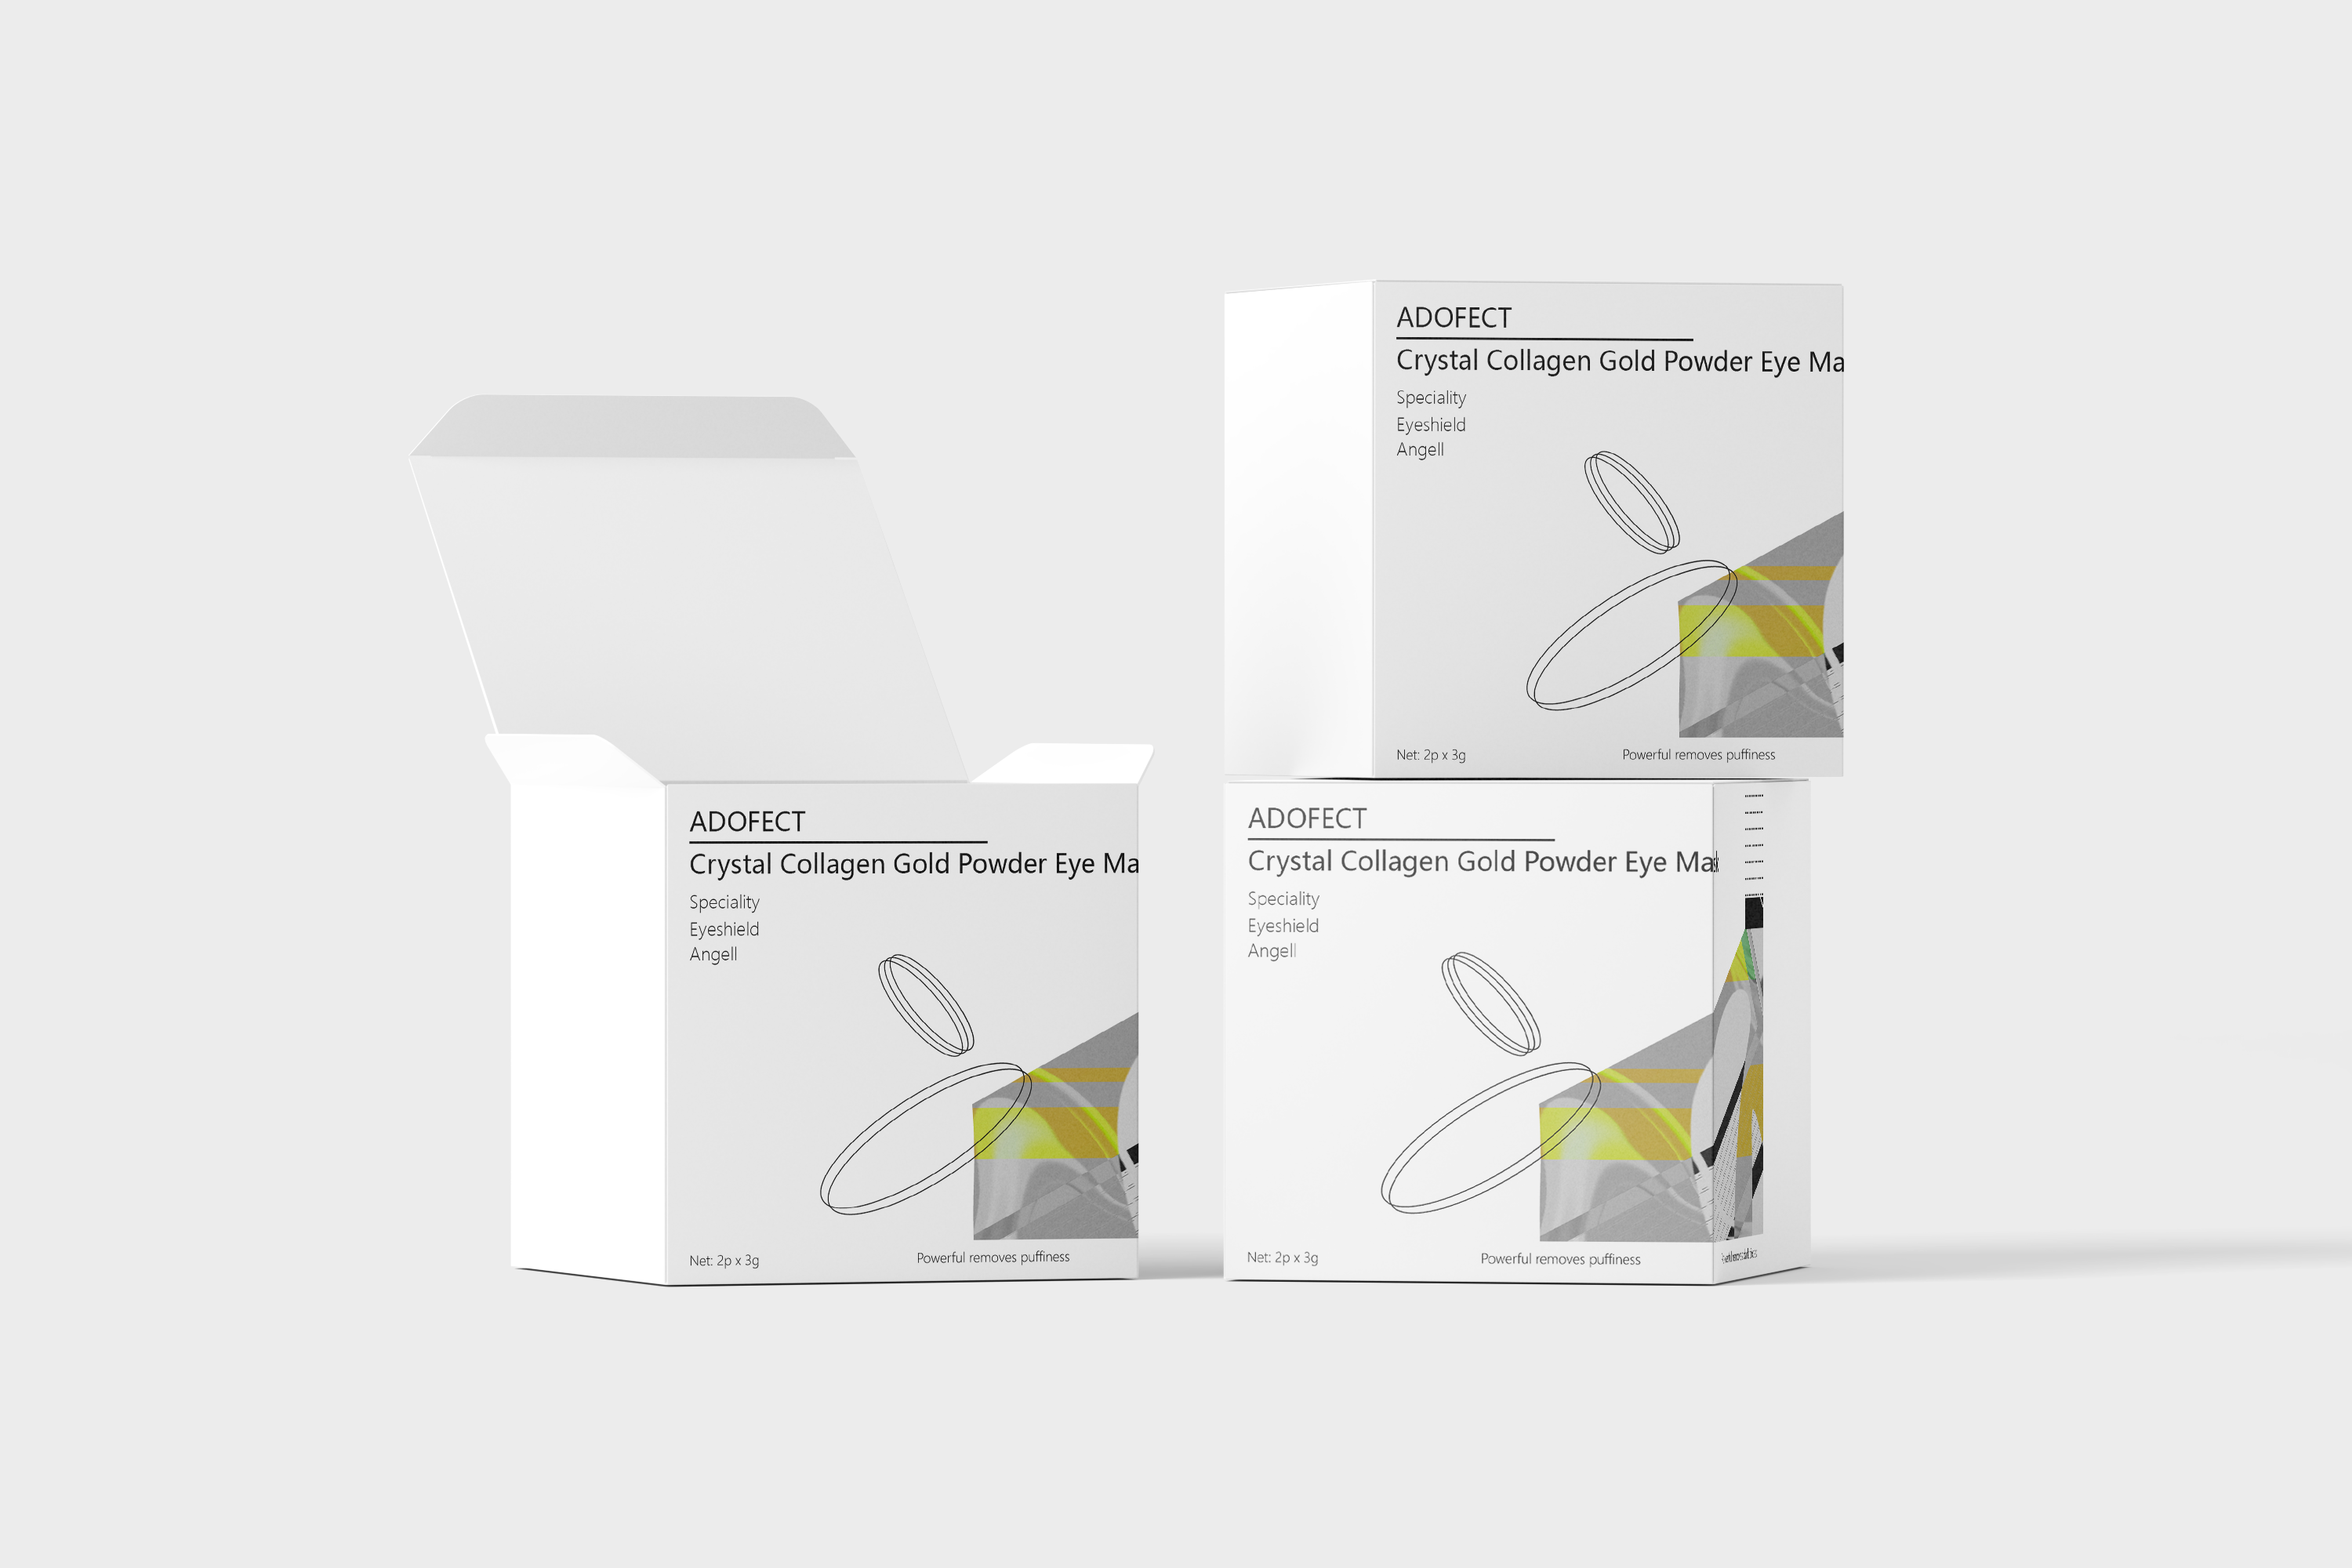 ADOFECT
Crystal Collagen Gold Powder Eye Ma
Speciality
Eyeshield
Angell
Net: 2p x 3g
Powerful removes puffiness
ADOFECT
Crystal Collagen Gold Powder Eye Ma
Speciality
Eyeshield
Angell
Net: 2p x 3g
Powerful removes puffiness
ADOFECT
Crystal Collagen Gold Powder Eye Mas
Speciality
Eyeshield
Angell
Net: 2p x 3g
Powerful removes puffiness